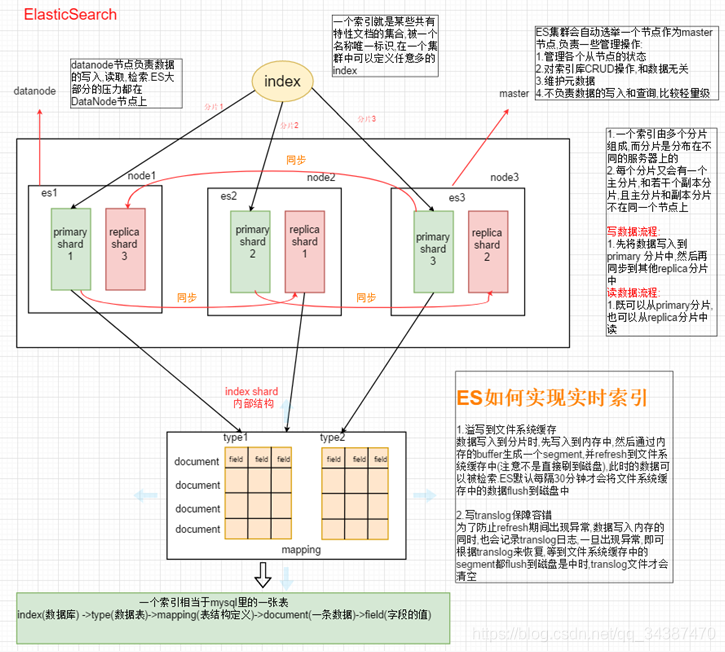 ElasticSearch
一个索引就是某些共有
特性文档的集合,被一个
名称唯一标识,在一个集
群中可以定义任意多的
index
ES集群会自动选举一个节点作为master
节点,负责一些管理操作:
1.管理各个从节点的状态
2.对索引库CRUD操作,和数据无关
3.维护元数据
4.不负责数据的写入和查询,比较轻量级
datanode节点负责数据
的写入,读取,检索 ES大
部分的压力都在
DataNode节点上
datanode
index
master
分片1
分片2
分片3
1.一个索引由多个分片
组成,而分片是分布在不
同的服务器上的
2.每个分片又会有一个
主分片,和若干个副本分
片,且主分片和副本分片
不在同一个节点上
写数据流程:
1.先将数据写入到
primary 分片中,然后再
同步到其他replica分片
中
读数据流程:
1.既可以从primary分片,
也可以从replica分片中
读
同步
node1
node2
node3
es1
es2
es3
primary
shard
1
replica
shard
3
primary
shard
2
replica
shard
1
primary
shard
3
replica
shard
2
同步
同步
index shard
内部结构
type1
type2
document
field
field
field
field
field
field
document
document
document
mapping
ES如何实现实时索引
1.溢写到文件系统缓存
数据写入到分片时,先写入到内存中,然后通过内
存的buffer生成一个segment,并refresh到文件系
统缓存中(注意不是直接刷到磁盘),此时的数据可
以被检索 ES默认每隔30分钟才会将文件系统缓
存中的数据flush到磁盘中
2.写translog保障容错
为了防止refresh期间出现异常,数据写入内存的
同时,也会记录translog日志,一旦出现异常,即可
根据translog来恢复,等到文件系统缓存中的
segment都flush到磁盘是中时,translog文件才会
清空
一个索引相当于mysql里的一张表
index(数据库) ->type(数据表)->mapping(表结构定义)->document(一条数据)->field(字段的值)
https://blog.csdn.net/qq_34387470